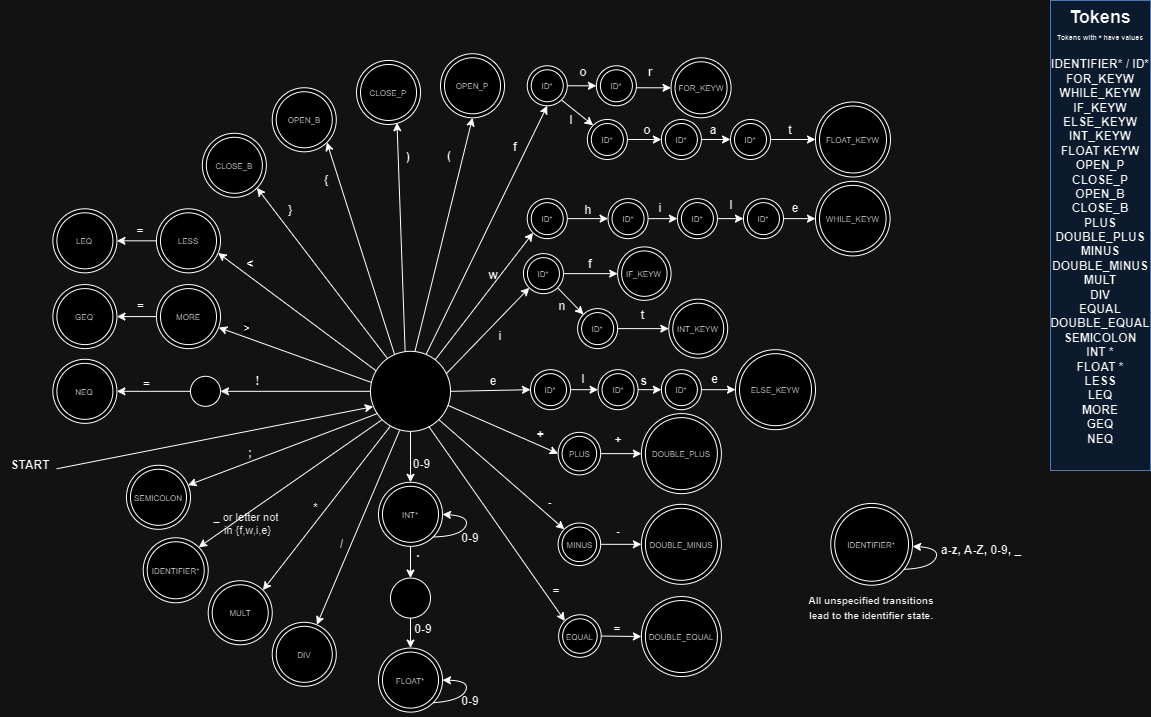 Tokens
Tokens with * have values
IDENTIFIER* / ID*
FOR_KEYW
WHILE_KEYW
IF_KEYW
ELSE_KEYW
INT_KEYW
FLOAT KEYW
OPEN_P
CLOSE_P
OPEN_B
CLOSE_B
PLUS
DOUBLE_PLUS
MINUS
DOUBLE_MINUS
MULT
DIV
EQUAL
DOUBLE_EQUAL
SEMICOLON
INT *
FLOAT *
LESS
LEQ
MORE
GEQ
NEQ
CLOSE_P
OPEN_P
OPEN_B
CLOSE_B
)
(
{
}
f
ID*
o
ID*
r
FOR_KEYW
l
ID*
o
ID*
a
ID*
t
FLOAT_KEYW
w
ID*
h
ID*
i
ID*
l
ID*
e
WHILE_KEYW
i
ID*
f
IF_KEYW
n
ID*
t
INT_KEYW
LEQ
=
LESS
<
GEQ
=
MORE
>
NEQ
=
!
e
ID*
l
ID*
s
ID*
e
ELSE_KEYW
START
+
PLUS
+
DOUBLE_PLUS
-
MINUS
-
DOUBLE_MINUS
=
EQUAL
=
DOUBLE_EQUAL
;
SEMICOLON
_ or letter not
in {f,w,i,e}
IDENTIFIER*
*
MULT
/
DIV
0-9
INT*
0-9
.
0-9
FLOAT*
0-9
IDENTIFIER*
a-z, A-Z, 0-9, _
All unspecified transitions
lead to the identifier state.